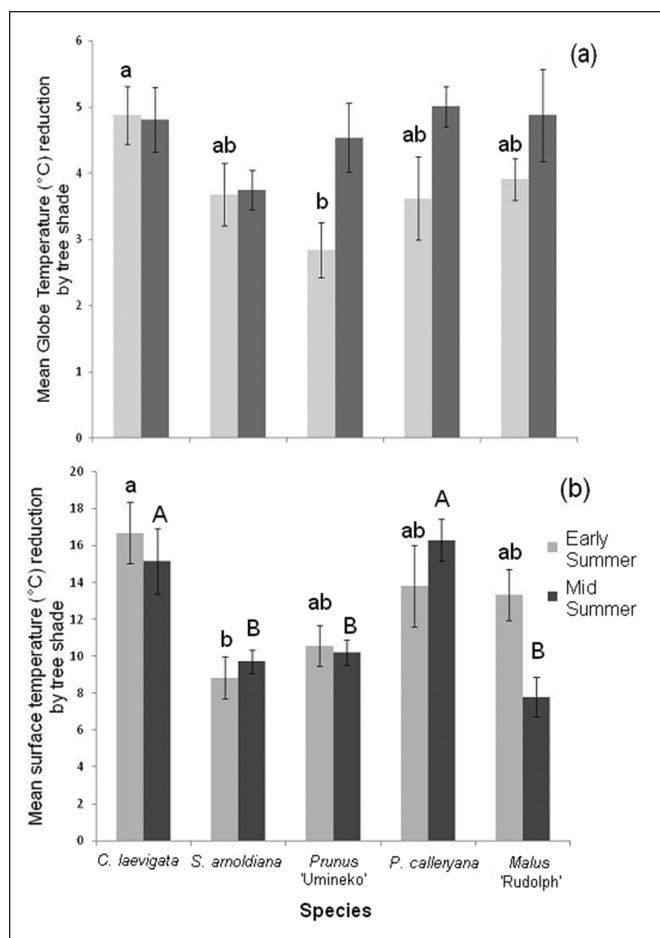 (a)
Mean Globe Temperature (°C) reduction
by tree shade
6
5
4
3
2
1
0
a
ab
b
ab
ab
(b)
Mean surface temperature (°C) reduction
by tree shade
20
18
16
14
12
10
8
6
4
2
0
a
A
b
B
ab
B
ab
A
ab
B
Early
Summer
Mid
Summer
C. laevigata
S. arnoldiana
Prunus
'Umineko'
P. calleryana
Malus
'Rudolph'
Species